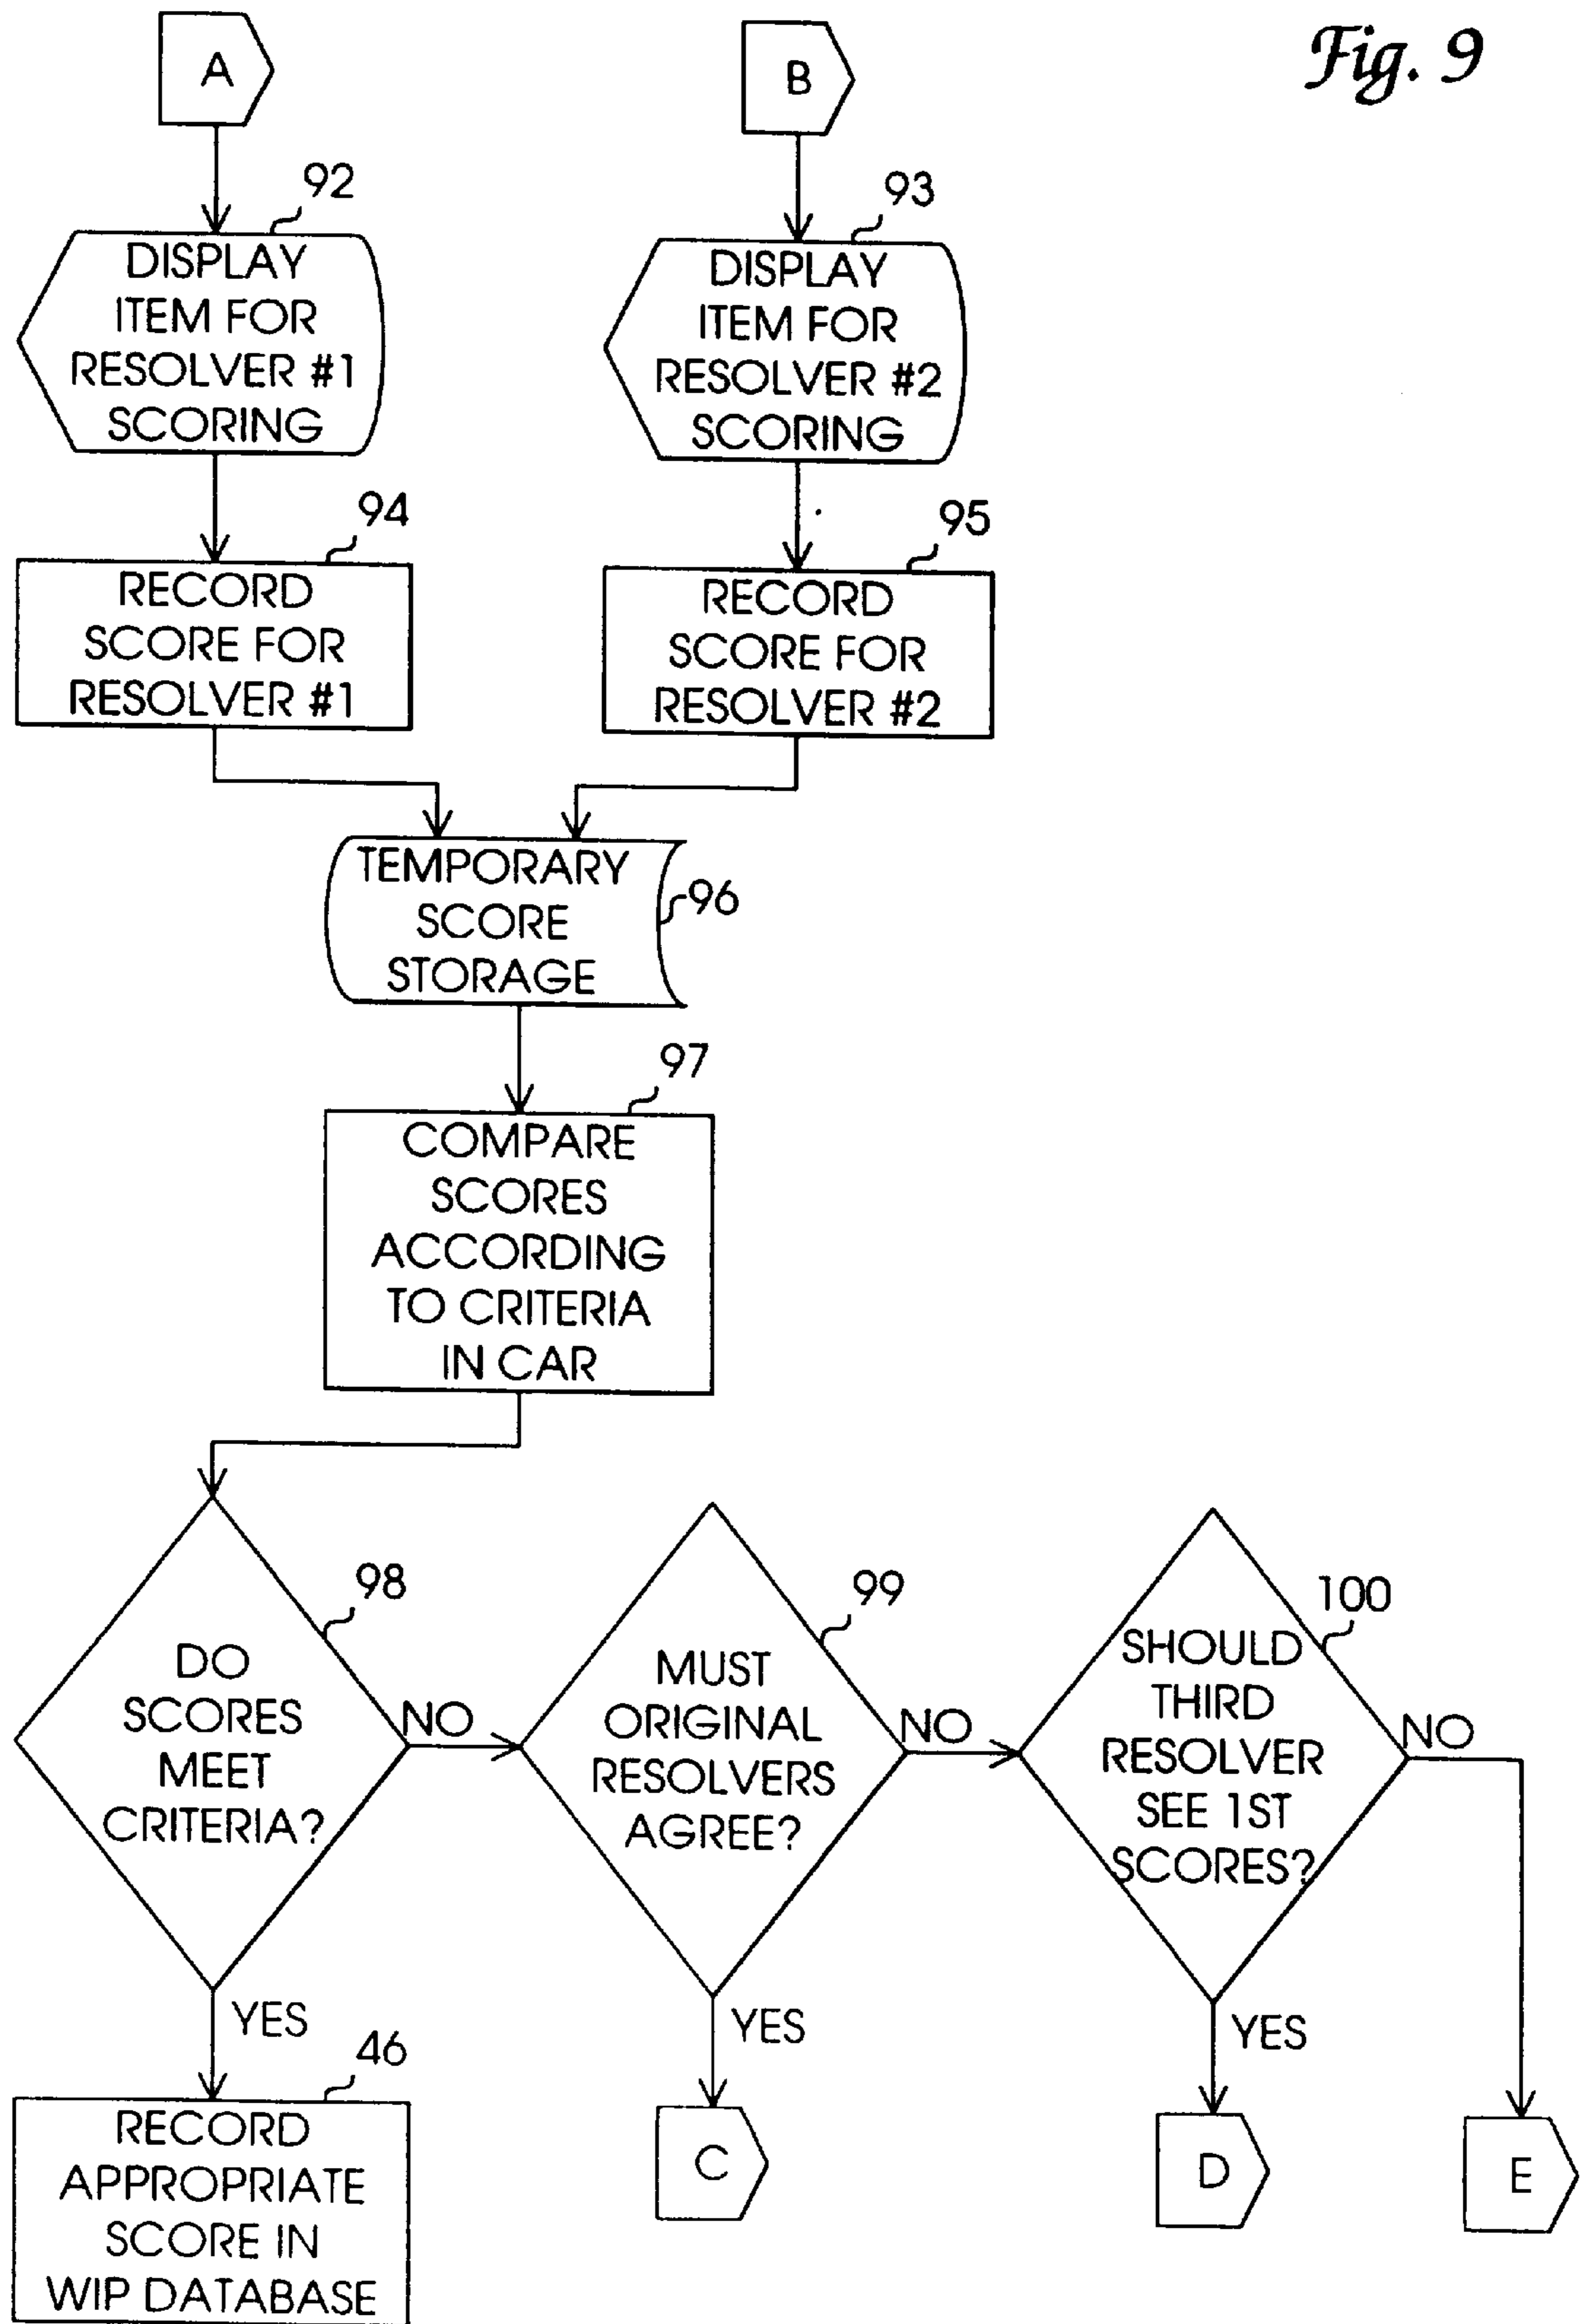 Fig. 9
A
B
92
DISPLAY
ITEM FOR
RESOLVER #1
SCORING
93
DISPLAY
ITEM FOR
RESOLVER #2
SCORING
94
RECORD
SCORE FOR
RESOLVER #1
95
RECORD
SCORE FOR
RESOLVER #2
TEMPORARY
SCORE
STORAGE
96
97
COMPARE
SCORES
ACCORDING
TO CRITERIA
IN CAR
98
DO
SCORES
MEET
CRITERIA?
NO
YES
99
MUST
ORIGINAL
RESOLVERS
AGREE?
NO
YES
100
SHOULD
THIRD
RESOLVER
SEE 1ST
SCORES?
NO
YES
46
RECORD
APPROPRIATE
SCORE IN
WIP DATABASE
C
D
E